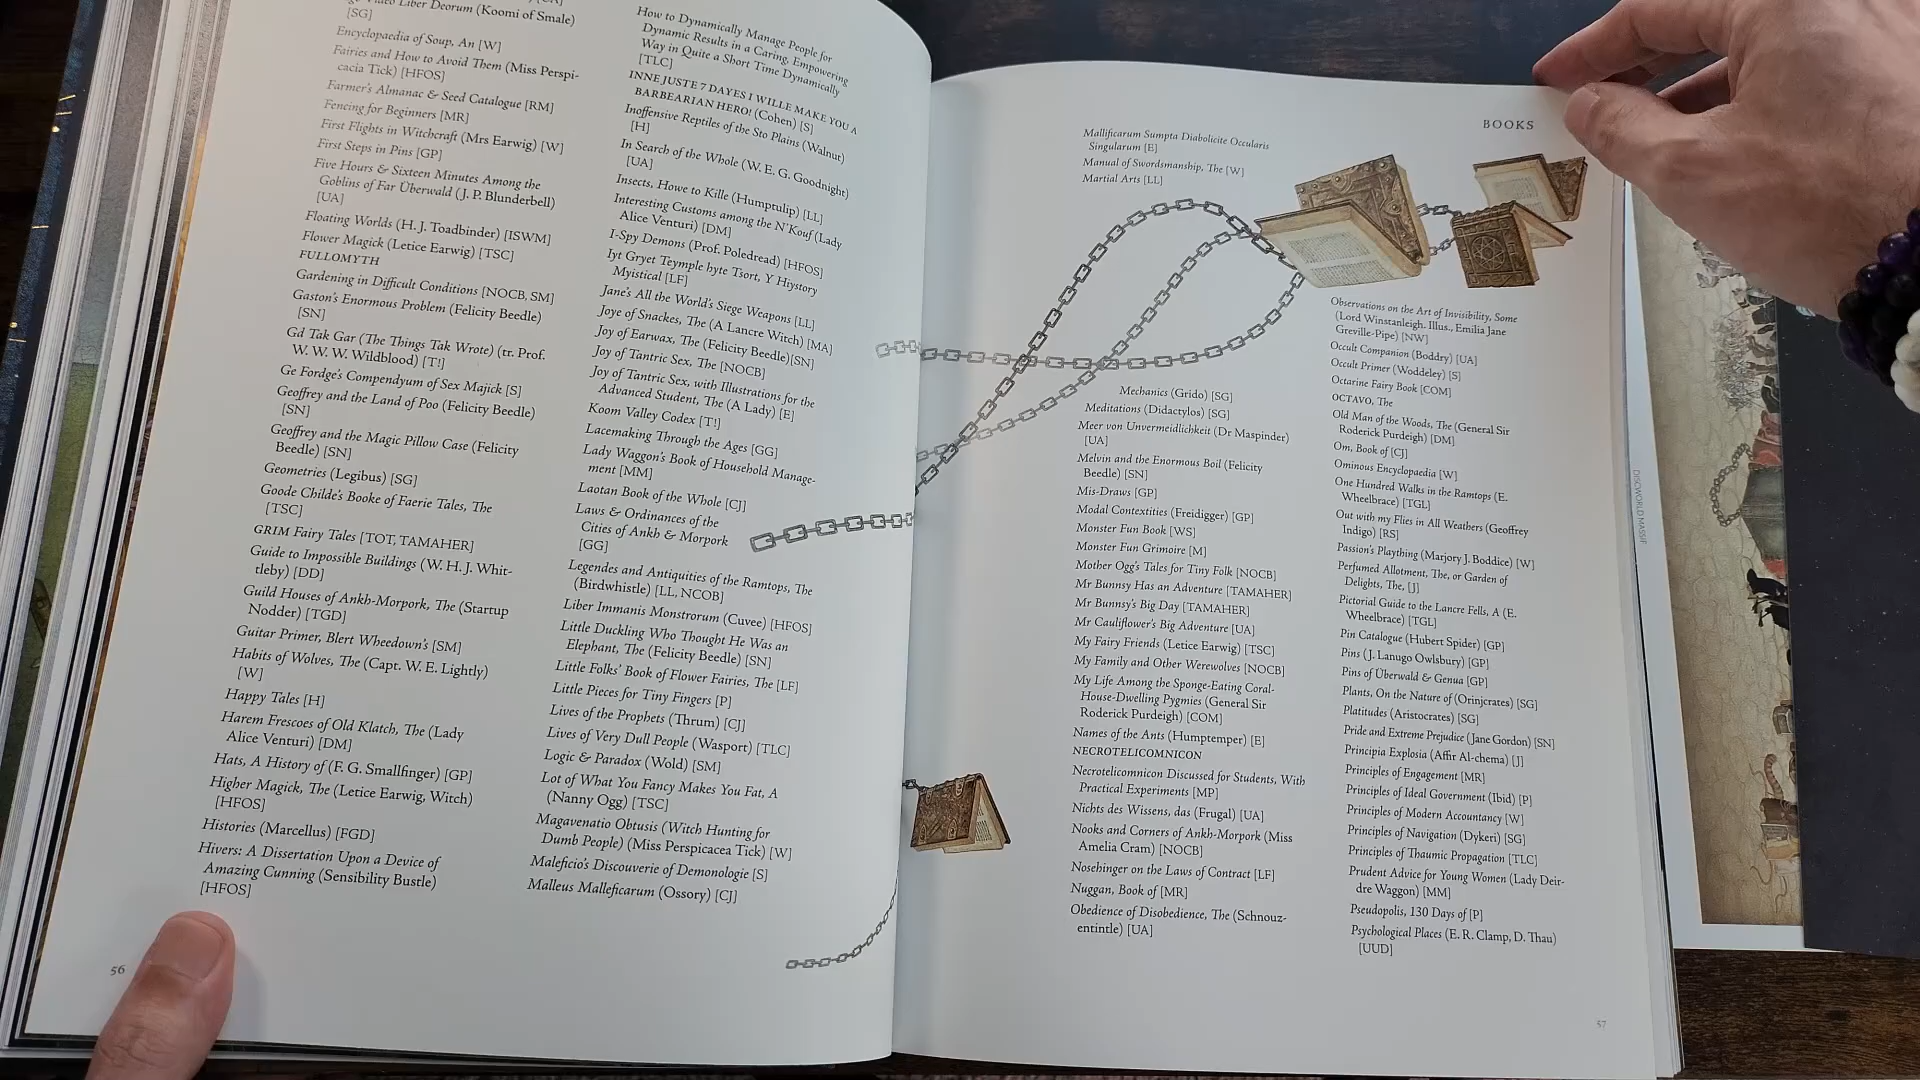 Video Liber Deorum (Koomi of Smale)
[SG]
Encyclopaedia of Soup, An [W]
Fairies and How to Avoid Them (Miss Perspi-
cacia Tick) [HFOS]
Farmer's Almanac & Seed Catalogue [RM]
Fencing for Beginners [MR]
First Flights in Witchcraft (Mrs Earwig) [W]
First Steps in Pins [GP]
Five Hours & Sixteen Minutes Among the
Goblins of Far Überwald (J. P. Blunderbell)
[UA]
Floating Worlds (H. J. Toadbinder) [ISWM]
Flower Magick (Letice Earwig) [TSC]
FULLOMYTH
Gardening in Difficult Conditions [NOCB, SM]
Gaston's Enormous Problem (Felicity Beedle)
[SN]
Gd Tak Gar (The Things Tak Wrote) (tr. Prof.
W. W. W. Wildblood) [T!]
Ge Fordge's Compendium of Sex Majick [S]
Geoffrey and the Land of Poo (Felicity Beedle)
[SN]
Geoffrey and the Magic Pillow Case (Felicity
Beedle) [SN]
Geometries (Legibus) [SG]
Goode Childe's Booke of Faerie Tales, The
[TSC]
GRIM Fairy Tales [TOT, TAMAHER]
Guide to Impossible Buildings (W. H. J. Whit-
tleby) [DD]
Guild Houses of Ankh-Morpork, The (Startup
Nodder) [TGD]
Guitar Primer, Blert Wheedown's [SM]
Habits of Wolves, The (Capt. W. E. Lightly)
[W]
Happy Tales [H]
Harem Frescoes of Old Klatch, The (Lady
Alice Venturi) [DM]
Hats, A History of (F. G. Smallfinger) [GP]
Higher Magick, The (Letice Earwig, Witch)
[HFOS]
Histories (Marcellus) [FGD]
Hivers: A Dissertation Upon a Device of
Amazing Cunning (Sensibility Bustle)
[HFOS]
56
How to Dynamically Manage People for
Dynamic Results in a Caring, Empowering
Way in Quite a Short Time Dynamically
[TLC]
INNE JUSTE 7 DAYES I WILLE MAKE YOU A
BARBEARIAN HERO! (Cohen) [S]
Inoffensive Reptiles of the Sto Plains (Walnut)
[H]
In Search of the Whole (W. E. G. Goodnight)
[UA]
Insects, Howe to Kille (Humptulip) [LL]
Interesting Customs among the N'Kouf (Lady
Alice Venturi) [DM]
I-Spy Demons (Prof. Poledread) [HFOS]
Iyt Gryet Teymple hyte Tsort, Y Hiystory
Myistical [LF]
Jane's All the World's Siege Weapons [LL]
Joye of Snackes, The (A Lancre Witch) [MA]
Joy of Earwax, The (Felicity Beedle)[SN]
Joy of Tantric Sex, The [NOCB]
Joy of Tantric Sex, with Illustrations for the
Advanced Student, The (A Lady) [E]
Koom Valley Codex [T!]
Lacemaking Through the Ages [GG]
Lady Waggon's Book of Household Manage-
ment [MM]
Laotan Book of the Whole [CJ]
Laws & Ordinances of the
Cities of Ankh & Morpork
[GG]
Legendes and Antiquities of the Ramtops, The
(Birdwhistle) [LL, NCOB]
Liber Immanis Monstrorum (Cuvee) [HFOS]
Little Duckling Who Thought He Was an
Elephant, The (Felicity Beedle) [SN]
Little Folks' Book of Flower Fairies, The [LF]
Little Pieces for Tiny Fingers [P]
Lives of the Prophets (Thrum) [CJ]
Lives of Very Dull People (Wasport) [TLC]
Logic & Paradox (Wold) [SM]
Lot of What You Fancy Makes You Fat, A
(Nanny Ogg) [TSC]
Magavenatio Obtusis (Witch Hunting for
Dumb People) (Miss Perspicacea Tick) [W]
Maleficio's Discouverie of Demonologie [S]
Malleus Malleficarum (Ossory) [CJ]
BOOKS
Mallificarum Sumpta Diabolicite Occularis
Singularum [E]
Manual of Swordsmanship, The [W]
Martial Arts [LL]
Mechanics (Grido) [SG]
Meditations (Didactylos) [SG]
Meer von Unvermeidlichkeit (Dr Maspinder)
[UA]
Melvin and the Enormous Boil (Felicity
Beedle) [SN]
Mis-Draws [GP]
Modal Contextities (Freidigger) [GP]
Monster Fun Book [WS]
Monster Fun Grimoire [M]
Mother Ogg's Tales for Tiny Folk [NOCB]
Mr Bunnsy Has an Adventure [TAMAHER]
Mr Bunnsy's Big Day [TAMAHER]
Mr Cauliflower's Big Adventure [UA]
My Fairy Friends (Letice Earwig) [TSC]
My Family and Other Werewolves [NOCB]
My Life Among the Sponge-Eating Coral-
House-Dwelling Pygmies (General Sir
Roderick Purdeigh) [COM]
Names of the Ants (Humptemper) [E]
NECROTELICOMNICON
Necrotelicomnicon Discussed for Students, With
Practical Experiments [MP]
Nichts des Wissens, das (Frugal) [UA]
Nooks and Corners of Ankh-Morpork (Miss
Amelia Cram) [NOCB]
Nosehinger on the Laws of Contract [LF]
Nuggan, Book of [MR]
Obedience of Disobedience, The (Schnouz-
entintle) [UA]
Observations on the Art of Invisibility, Some
(Lord Winstanleigh. Illus., Emilia Jane
Greville-Pipe) [NW]
Occult Companion (Boddry) [UA]
Occult Primer (Woddeley) [S]
Octarine Fairy Book [COM]
OCTAVO, The
Old Man of the Woods, The (General Sir
Roderick Purdeigh) [DM]
Om, Book of [CJ]
Ominous Encyclopaedia [W]
One Hundred Walks in the Ramtops (E.
Wheelbrace) [TGL]
Out with my Flies in All Weathers (Geoffrey
Indigo) [RS]
Passion's Plaything (Marjory J. Boddice) [W]
Perfumed Allotment, The, or Garden of
Delights, The, [J]
Pictorial Guide to the Lancre Fells, A (E.
Wheelbrace) [TGL]
Pin Catalogue (Hubert Spider) [GP]
Pins (J. Lanugo Owlsbury) [GP]
Pins of Überwald & Genua [GP]
Plants, On the Nature of (Orinjcrates) [SG]
Platitudes (Aristocrates) [SG]
Pride and Extreme Prejudice (Jane Gordon) [SN]
Principia Explosia (Affir Al-chema) [J]
Principles of Engagement [MR]
Principles of Ideal Government (Ibid) [P]
Principles of Modern Accountancy [W]
Principles of Navigation (Dykeri) [SG]
Principles of Thaumic Propagation [TLC]
Prudent Advice for Young Women (Lady Deir-
dre Waggon) [MM]
Pseudopolis, 130 Days of [P]
Psychological Places (E. R. Clamp, D. Thau)
[UUD]
57
DISCWORLD MASSIF